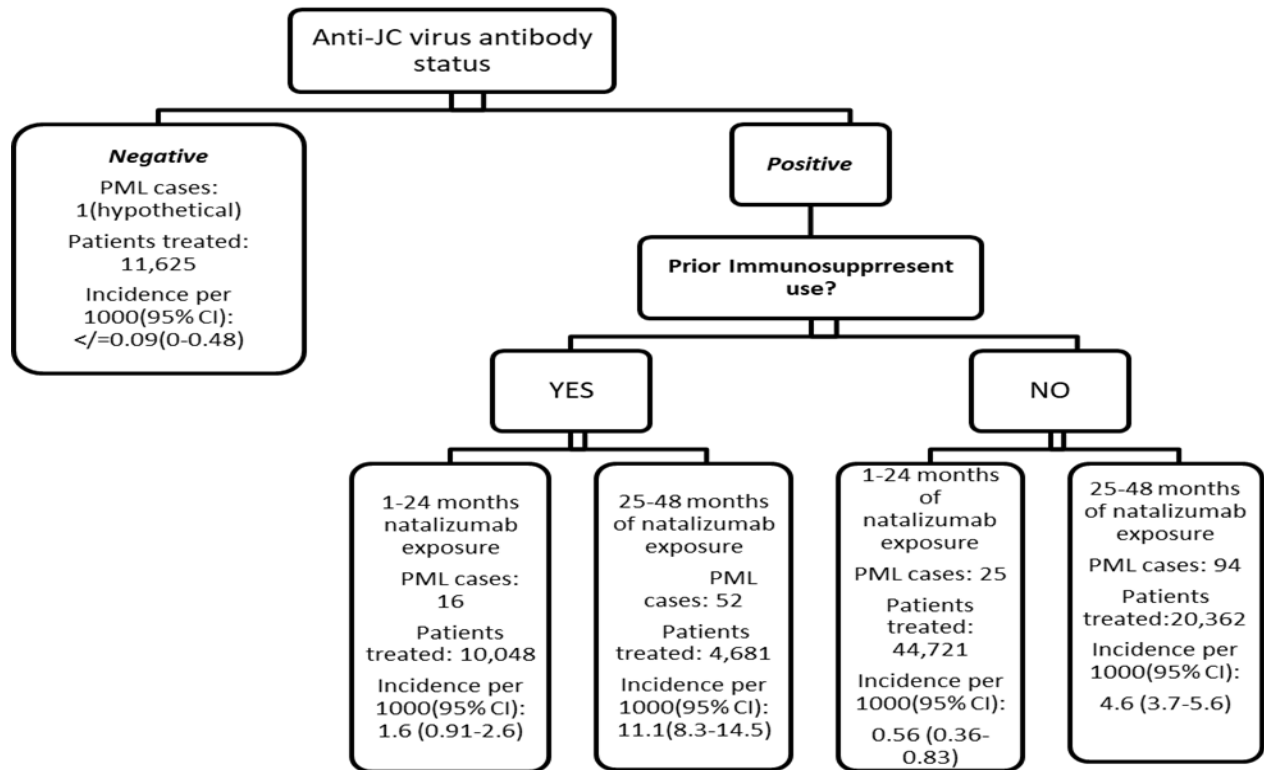 Anti-JC virus antibody
status
Negative
PML cases:
1(hypothetical)
Patients treated:
11,625
Incidence per
1000(95% CI):
</=0.09(0-0.48)
Positive
Prior Immunosupprresent
use?
YES
NO
1-24 months
natalizumab
exposure
PML cases:
16
Patients
treated: 10,048
Incidence per
1000(95% CI):
1.6 (0.91-2.6)
25-48 months
of natalizumab
exposure
PML
cases: 52
Patients
treated: 4,681
Incidence per
1000(95% CI):
11.1(8.3-14.5)
1-24 months
of
natalizumab
exposure
PML cases: 25
Patients
treated:
44,721
Incidence per
1000(95% CI):
0.56 (0.36-
0.83)
25-48 months
of natalizumab
exposure
PML cases: 94
Patients
treated:20,362
Incidence per
1000(95% CI):
4.6 (3.7-5.6)